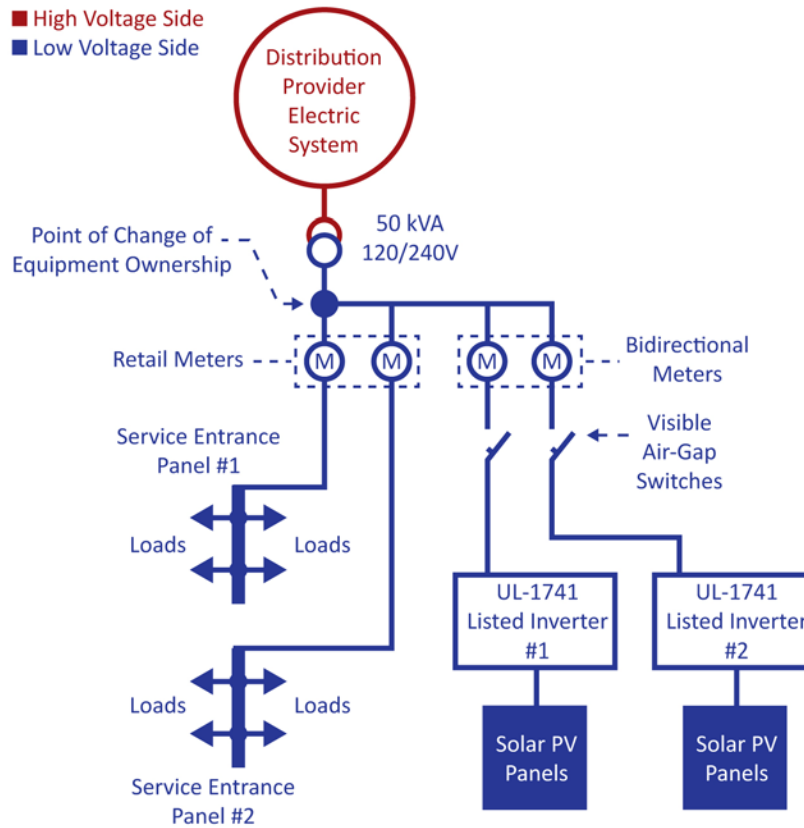 High Voltage Side
Low Voltage Side
Distribution
Provider
Electric
System
50 kVA
120/240V
Point of Change of
Equipment Ownership
Retail Meters
M
M
M
M
Bidirectional
Meters
Service Entrance
Panel #1
Visible
Air-Gap
Switches
Loads
Loads
UL-1741
Listed Inverter
#1
UL-1741
Listed Inverter
#2
Loads
Loads
Solar PV
Panels
Solar PV
Panels
Service Entrance
Panel #2